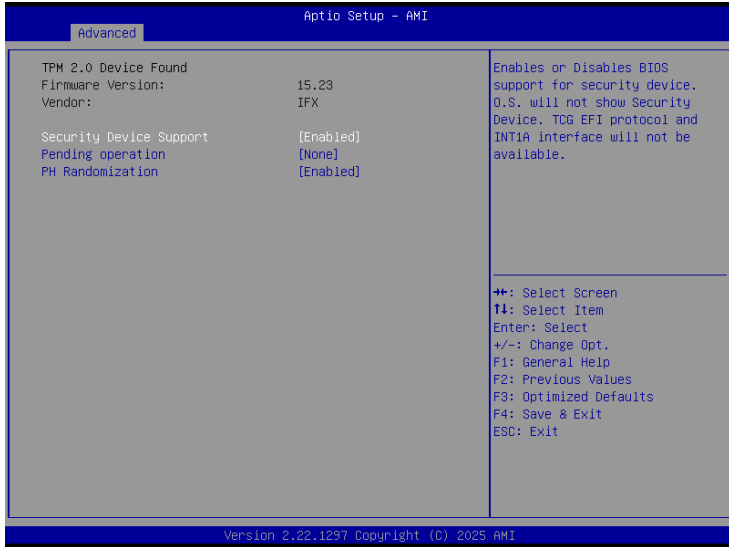 Aptio Setup - AMI
Advanced
TPM 2.0 Device Found
Firmware Version: 15.23
Vendor: IFX
Security Device Support [Enabled]
Pending operation [None]
PH Randomization [Enabled]
Enables or Disables BIOS
support for security device.
O.S. will not show Security
Device. TCG EFI protocol and
INT1A interface will not be
available.
→←: Select Screen
↑↓: Select Item
Enter: Select
+/-: Change Opt.
F1: General Help
F2: Previous Values
F3: Optimized Defaults
F4: Save & Exit
ESC: Exit
Version 2.22.1297 Copyright (C) 2025 AMI